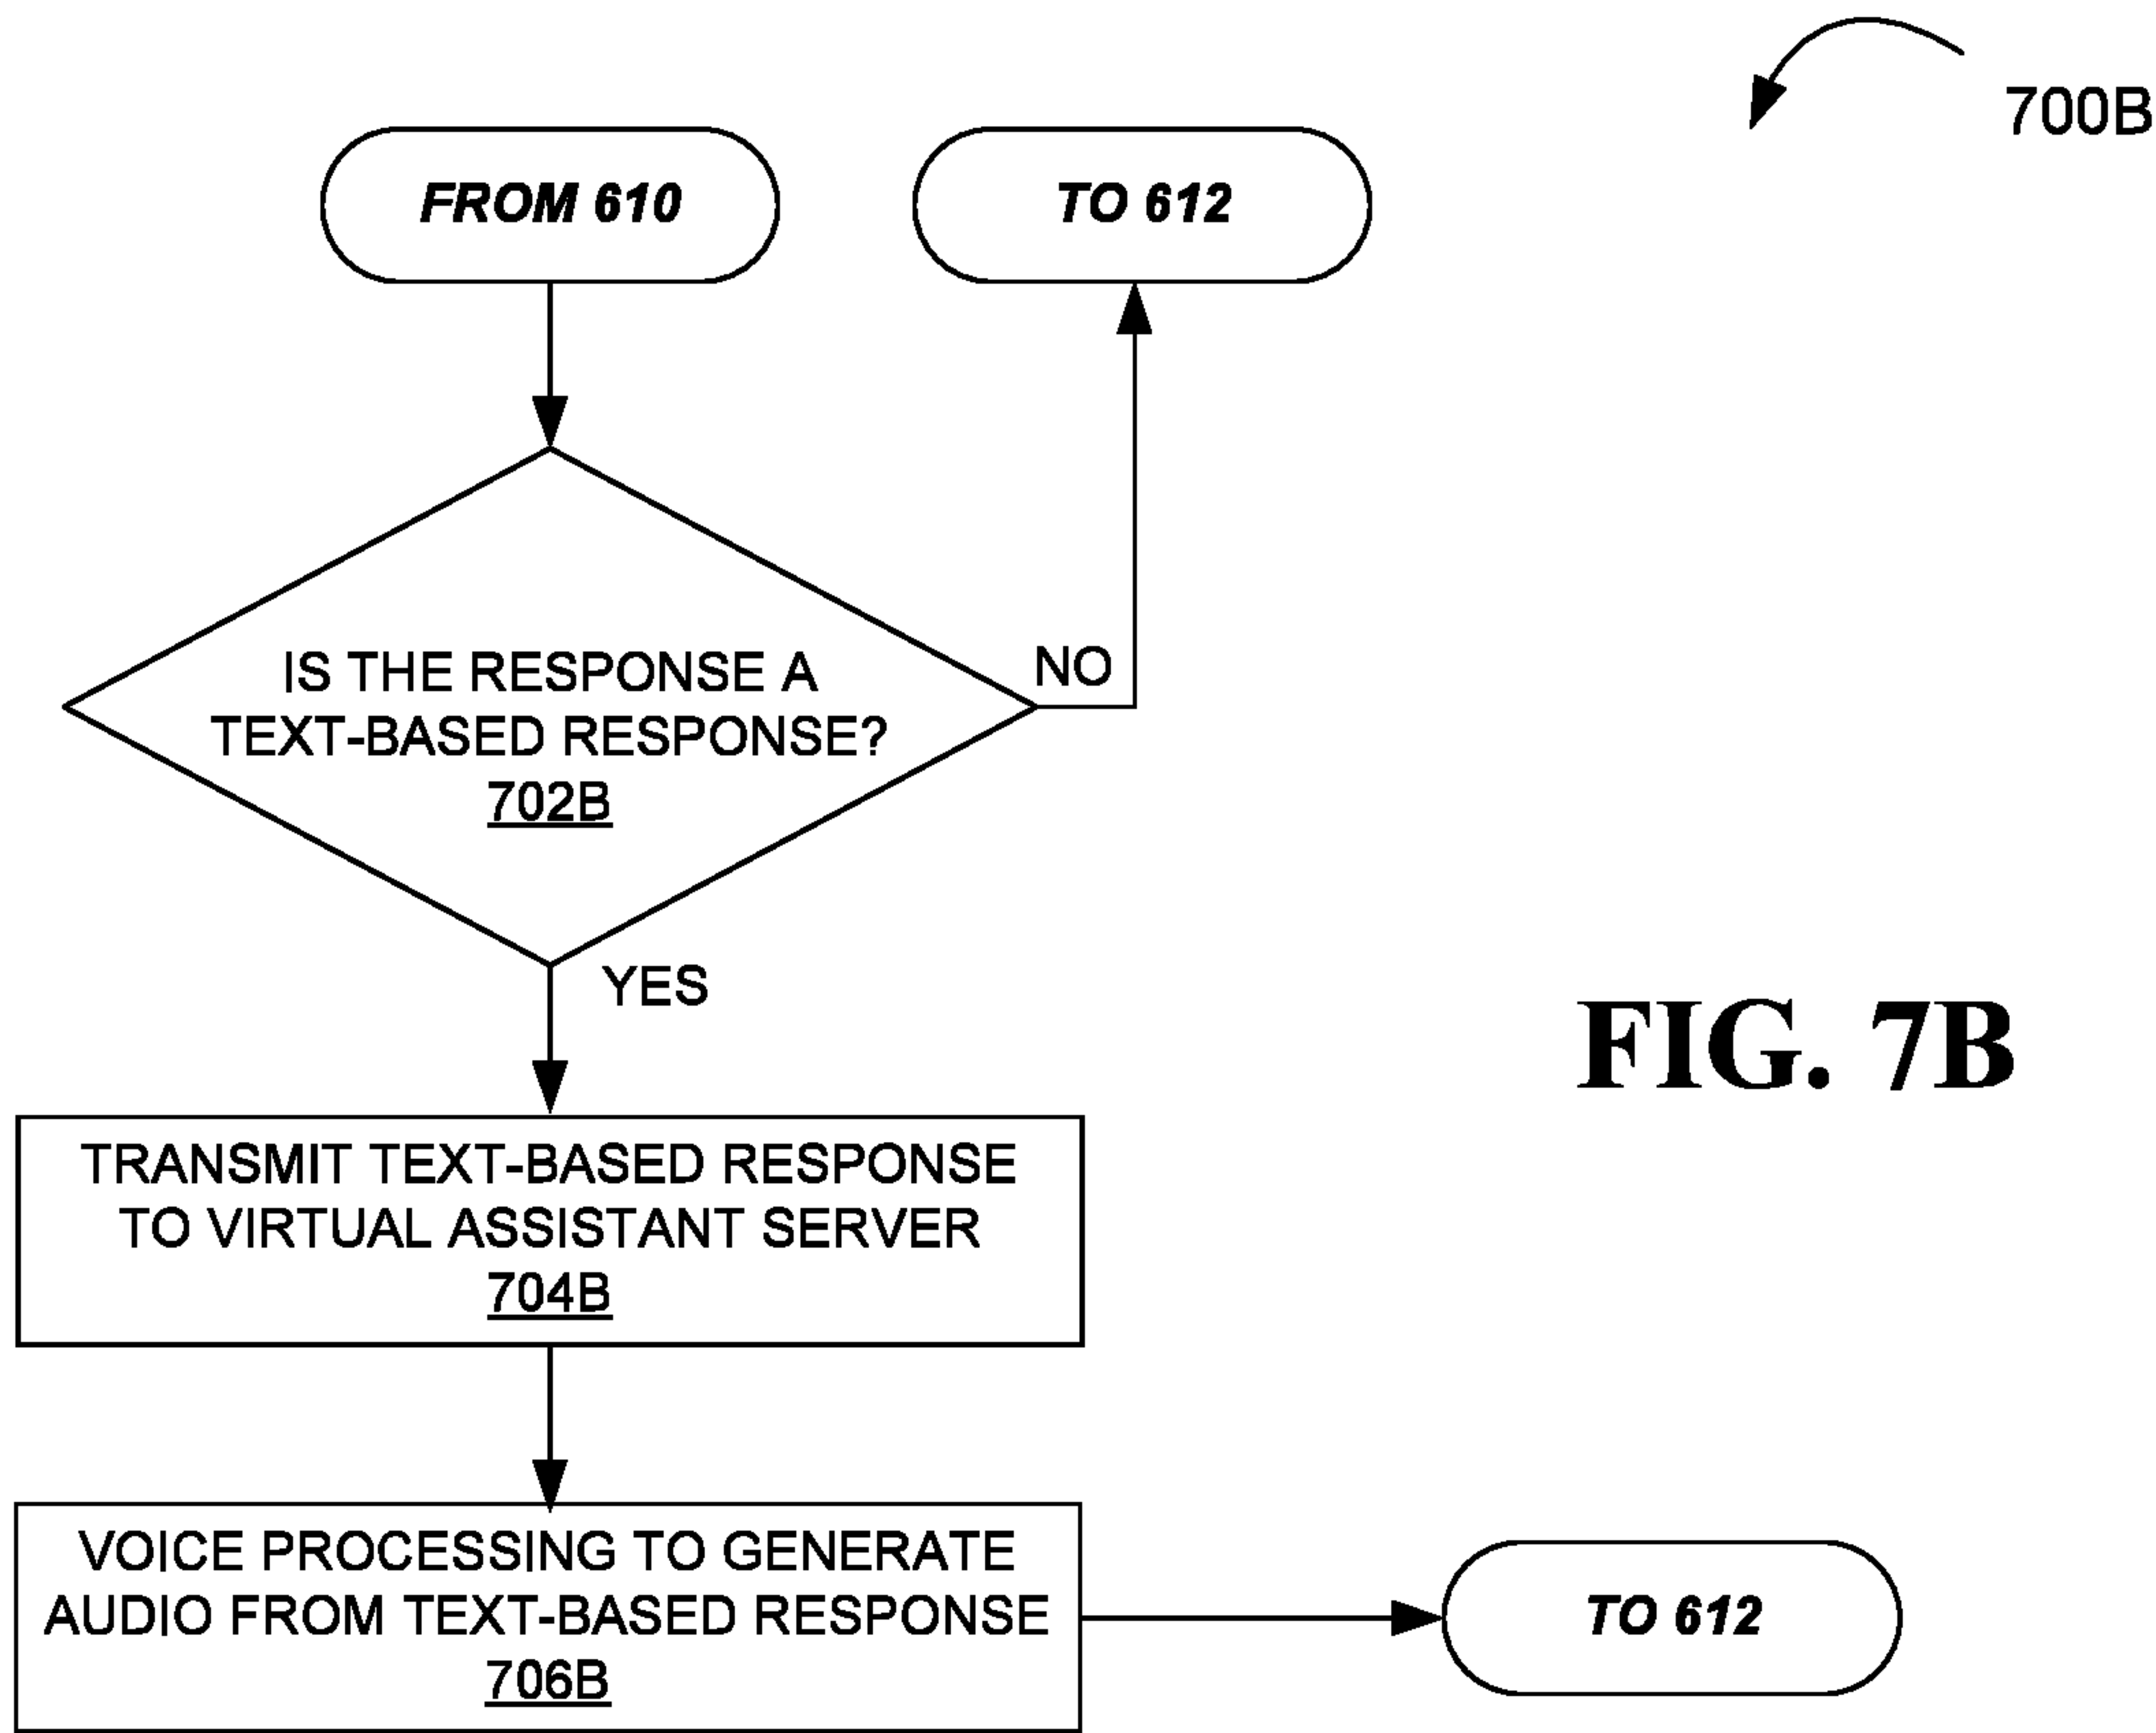 700B
FROM 610
TO 612
IS THE RESPONSE A
TEXT-BASED RESPONSE?
702B
NO
YES
FIG. 7B
TRANSMIT TEXT-BASED RESPONSE
TO VIRTUAL ASSISTANT SERVER
704B
VOICE PROCESSING TO GENERATE
AUDIO FROM TEXT-BASED RESPONSE
706B
TO 612